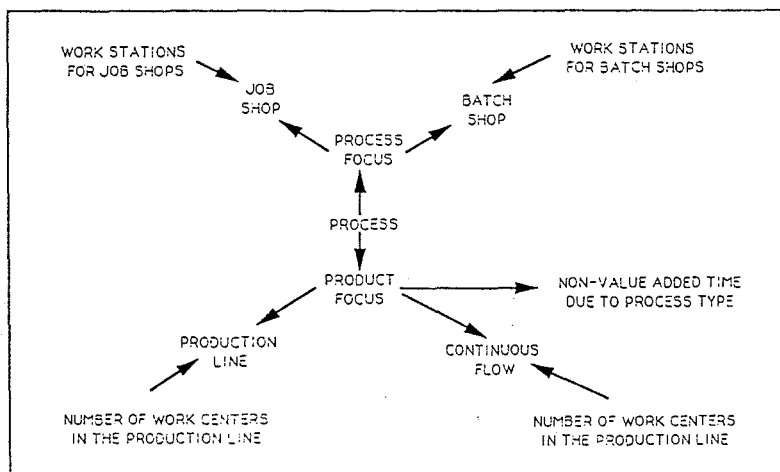 WORK STATIONS
FOR JOB SHOPS
WORK STATIONS
FOR BATCH SHOPS
JOB
SHOP
BATCH
SHOP
PROCESS
FOCUS
PROCESS
PRODUCT
FOCUS
NON-VALUE ADDED TIME
DUE TO PROCESS TYPE
PRODUCTION
LINE
CONTINUOUS
FLOW
NUMBER OF WORK CENTERS
IN THE PRODUCTION LINE
NUMBER OF WORK CENTERS
IN THE PRODUCTION LINE